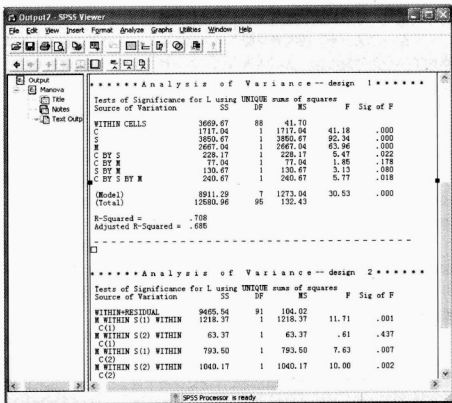 Output7 - SPSS Viewer
File Edit View Insert Format Analyze Graphs Utilities Window Help
Output
Manova
Title
Notes
Text Outp
* * * * * * A n a l y s i s   o f   V a r i a n c e -- design   1 * * * * * *
Tests of Significance for L using UNIQUE sums of squares
Source of Variation SS DF MS F Sig of F
WITHIN CELLS 3669.67 88 41.70
C 1717.04 1 1717.04 41.18 .000
S 3850.67 1 3850.67 92.34 .000
M 2667.04 1 2667.04 63.96 .000
C BY S 228.17 1 228.17 5.47 .022
C BY M 77.04 1 77.04 1.85 .178
S BY M 130.67 1 130.67 3.13 .080
C BY S BY M 240.67 1 240.67 5.77 .018
(Model) 8911.29 7 1273.04 30.53 .000
(Total) 12580.96 95 132.43
R-Squared = .708
Adjusted R-Squared = .685
* * * * * * A n a l y s i s   o f   V a r i a n c e -- design   2 * * * * * *
Tests of Significance for L using UNIQUE sums of squares
Source of Variation SS DF MS F Sig of F
WITHIN+RESIDUAL 9465.54 91 104.02
M WITHIN S(1) WITHIN 1218.37 1 1218.37 11.71 .001
C(1)
M WITHIN S(2) WITHIN 63.37 1 63.37 .61 .437
C(1)
M WITHIN S(1) WITHIN 793.50 1 793.50 7.63 .007
C(2)
M WITHIN S(2) WITHIN 1040.17 1 1040.17 10.00 .002
C(2)
SPSS Processor is ready